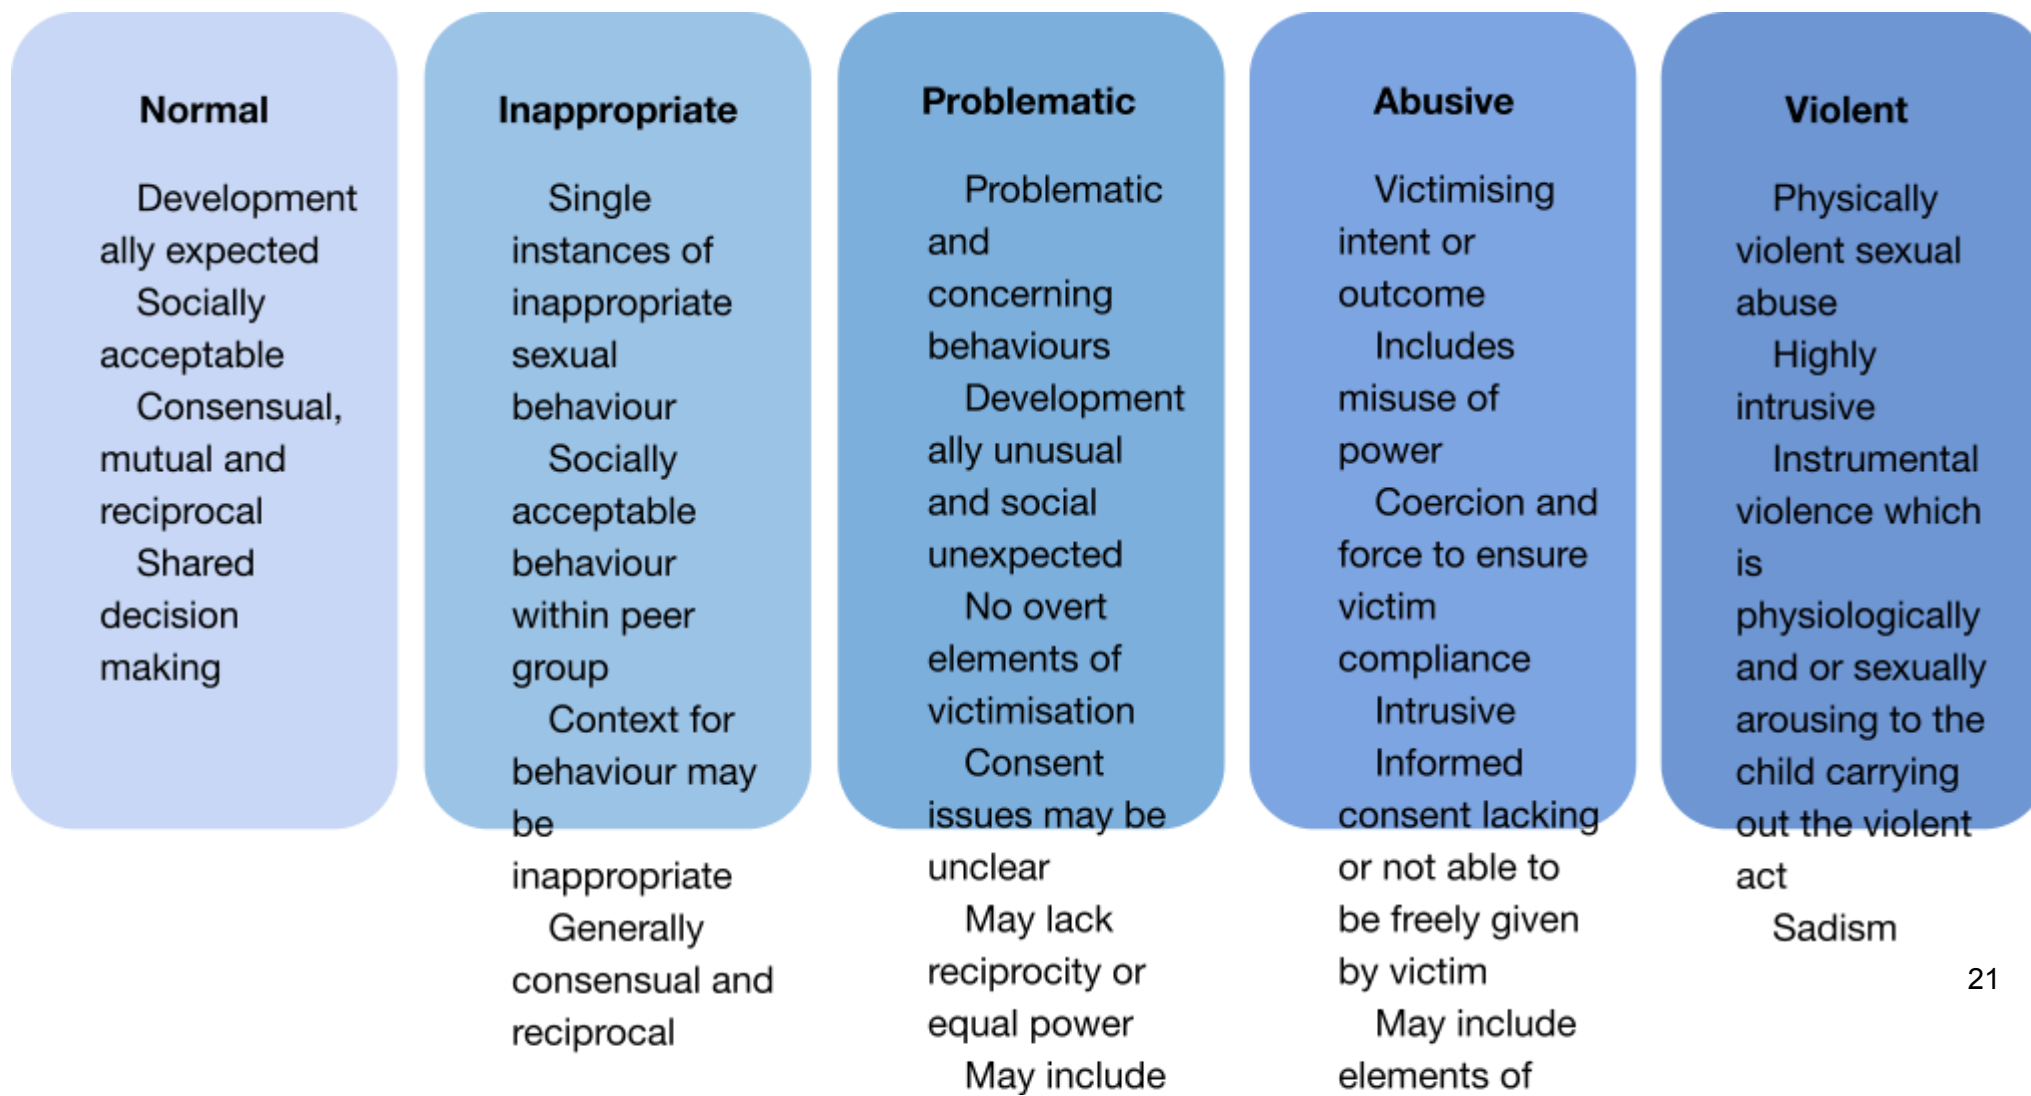 Normal
Development
ally expected
Socially
acceptable
Consensual,
mutual and
reciprocal
Shared
decision
making
Inappropriate
Single
instances of
inappropriate
sexual
behaviour
Socially
acceptable
behaviour
within peer
group
Context for
behaviour may
be
inappropriate
Generally
consensual and
reciprocal
Problematic
Problematic
and
concerning
behaviours
Development
ally unusual
and social
unexpected
No overt
elements of
victimisation
Consent
issues may be
unclear
May lack
reciprocity or
equal power
May include
Abusive
Victimising
intent or
outcome
Includes
misuse of
power
Coercion and
force to ensure
victim
compliance
Intrusive
Informed
consent lacking
or not able to
be freely given
by victim
May include
elements of
Violent
Physically
violent sexual
abuse
Highly
intrusive
Instrumental
violence which
is
physiologically
and or sexually
arousing to the
child carrying
out the violent
act
Sadism
21